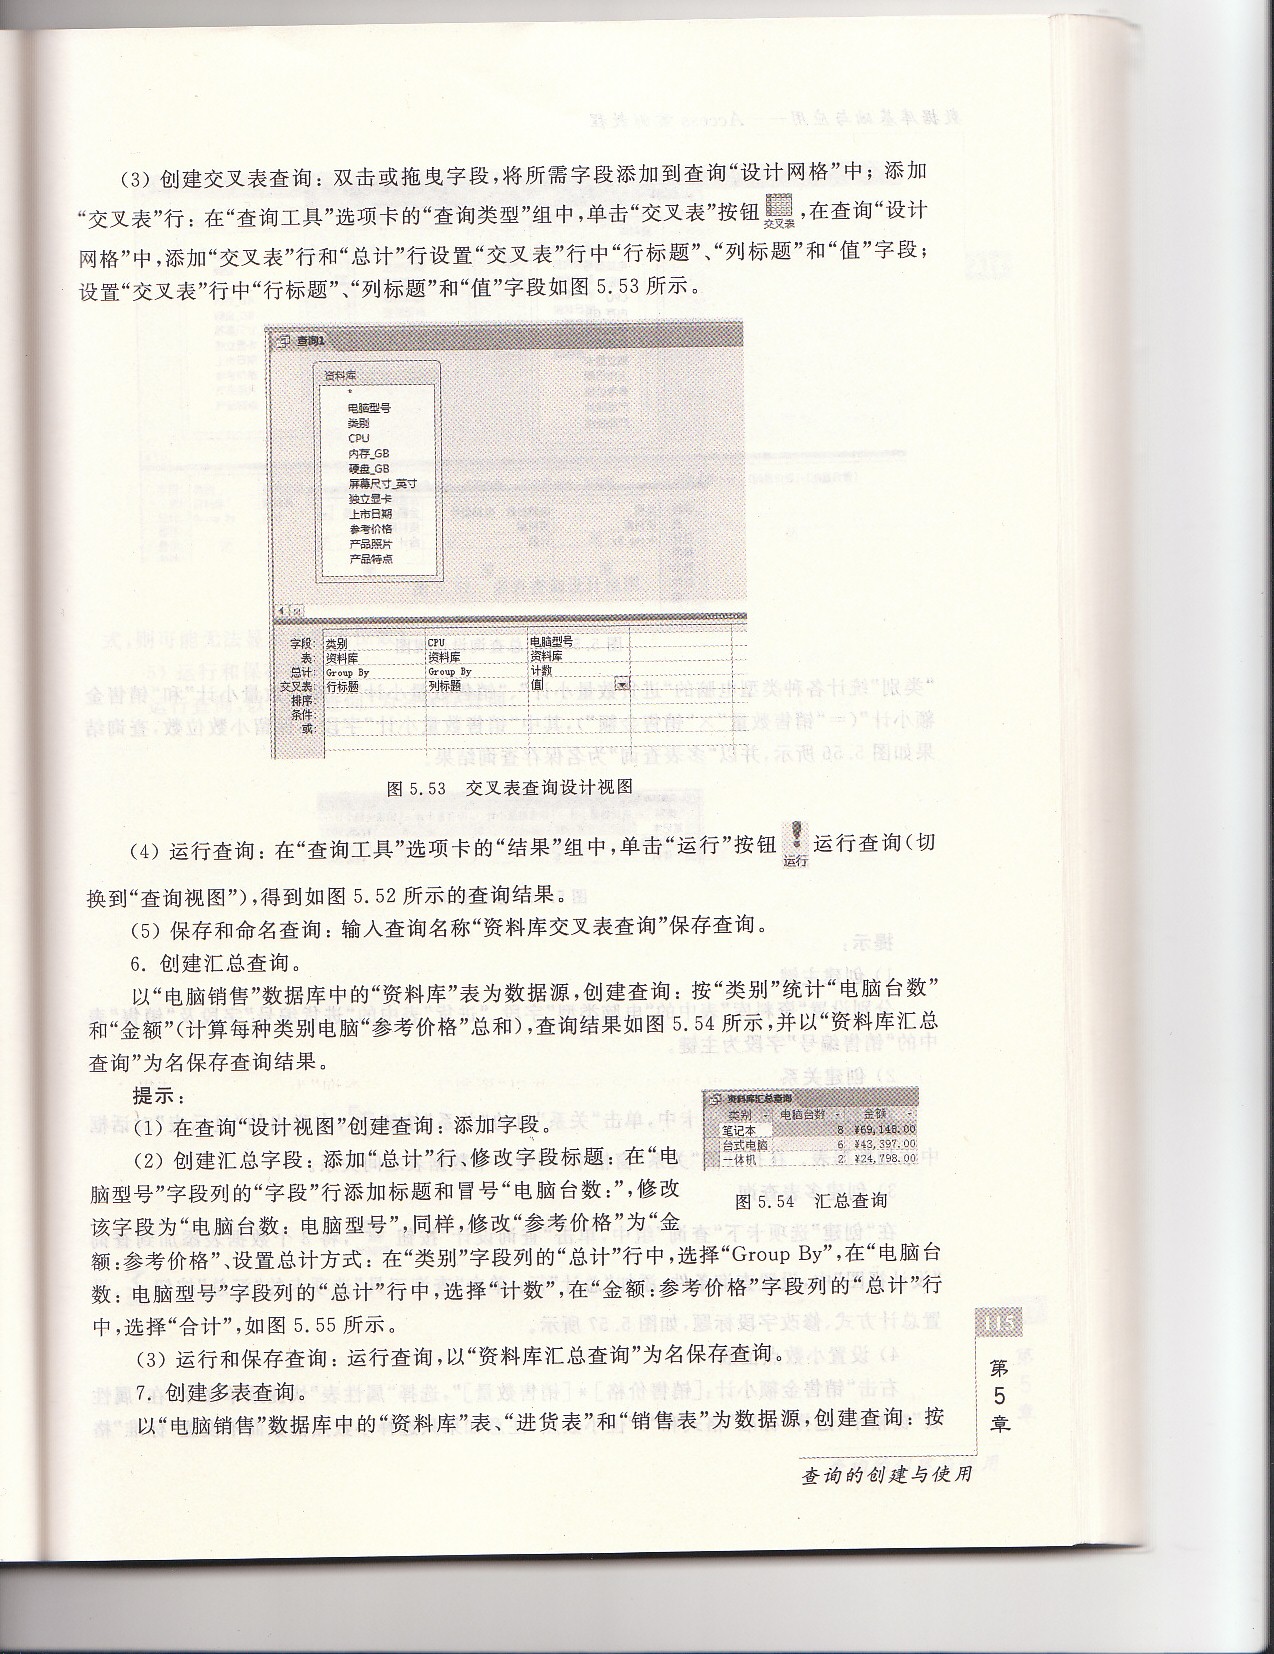 (3) 创建交叉表查询：双击或拖曳字段，将所需字段添加到查询“设计网格”中；添加
“交叉表”行：在“查询工具”选项卡的“查询类型”组中，单击“交叉表”按钮 交叉表 ，在查询“设计
网格”中，添加“交叉表”行和“总计”行设置“交叉表”行中“行标题”、“列标题”和“值”字段；
设置“交叉表”行中“行标题”、“列标题”和“值”字段如图 5.53 所示。
查询1
资料库
*
电脑型号
类别
CPU
内存_GB
硬盘_GB
屏幕尺寸_英寸
独立显卡
上市日期
参考价格
产品照片
产品特点
字段： 类别 CPU 电脑型号
表： 资料库 资料库 资料库
总计： Group By Group By 计数
交叉表： 行标题 列标题 值
排序：
条件
或：
图 5.53 交叉表查询设计视图
(4) 运行查询：在“查询工具”选项卡的“结果”组中，单击“运行”按钮 运行 运行查询(切
换到“查询视图”)，得到如图 5.52 所示的查询结果。
(5) 保存和命名查询：输入查询名称“资料库交叉表查询”保存查询。
6. 创建汇总查询。
以“电脑销售”数据库中的“资料库”表为数据源，创建查询：按“类别”统计“电脑台数”
和“金额”(计算每种类别电脑“参考价格”总和)，查询结果如图 5.54 所示，并以“资料库汇总
查询”为名保存查询结果。
提示：
(1) 在查询“设计视图”创建查询：添加字段。
(2) 创建汇总字段：添加“总计”行、修改字段标题：在“电
脑型号”字段列的“字段”行添加标题和冒号“电脑台数：”，修改
该字段为“电脑台数：电脑型号”，同样，修改“参考价格”为“金
资料库汇总查询
类别 电脑台数 金额
笔记本 8 ¥69,148.00
台式电脑 6 ¥43,397.00
一体机 2 ¥24,798.00
图 5.54 汇总查询
额：参考价格”、设置总计方式：在“类别”字段列的“总计”行中，选择“Group By”，在“电脑台
数：电脑型号”字段列的“总计”行中，选择“计数”，在“金额：参考价格”字段列的“总计”行
中，选择“合计”，如图 5.55 所示。
(3) 运行和保存查询：运行查询，以“资料库汇总查询”为名保存查询。
7. 创建多表查询。
以“电脑销售”数据库中的“资料库”表、“进货表”和“销售表”为数据源，创建查询：按
115
第
5
章
查询的创建与使用